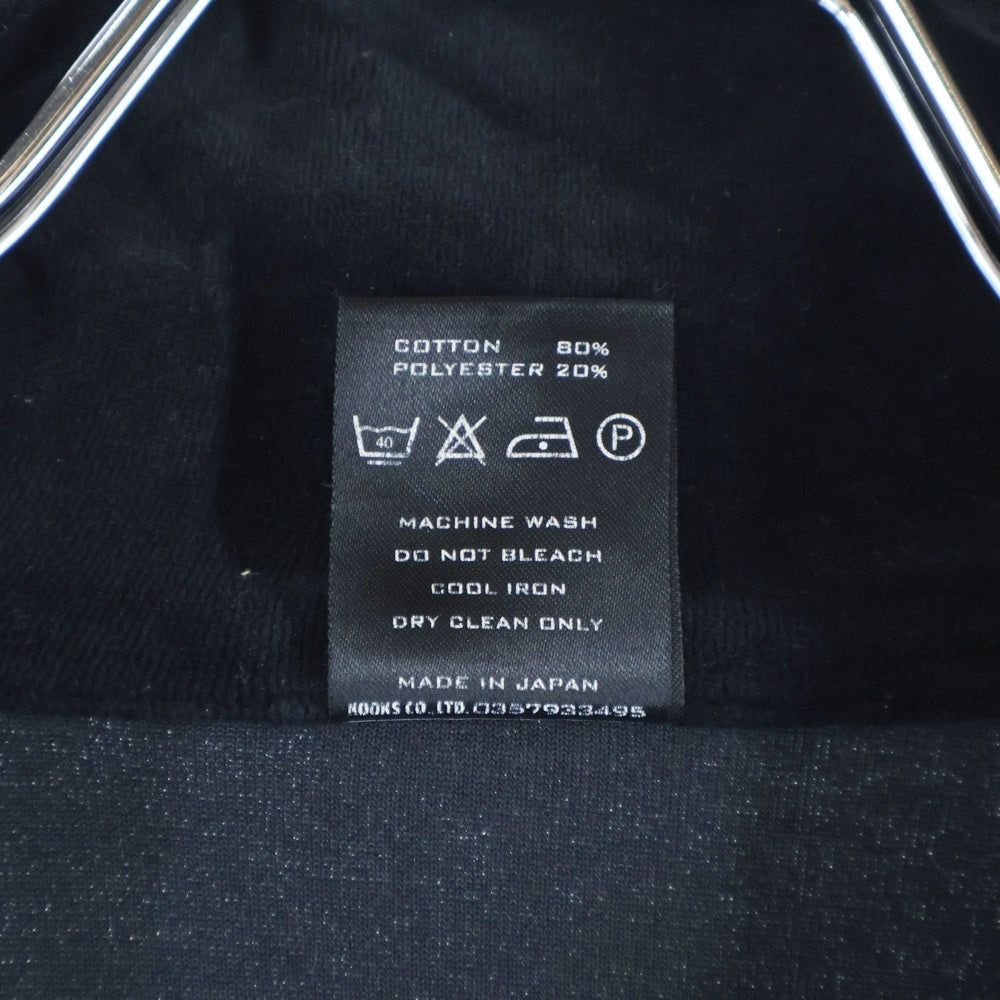 COTTON 80%
POLYESTER 20%
40 P
MACHINE WASH
DO NOT BLEACH
COOL IRON
DRY CLEAN ONLY
MADE IN JAPAN
HOOKS CO.,LTD. 0357933495